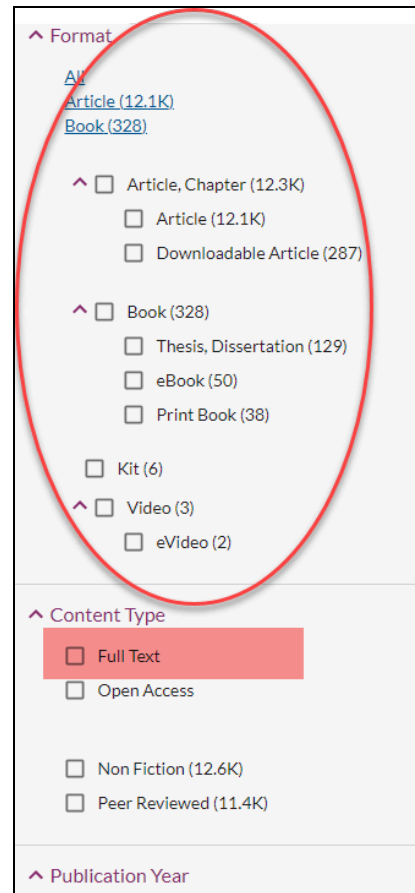 Format
All
Article (12.1K)
Book (328)
Article, Chapter (12.3K)
Article (12.1K)
Downloadable Article (287)
Book (328)
Thesis, Dissertation (129)
eBook (50)
Print Book (38)
Kit (6)
Video (3)
eVideo (2)
Content Type
Full Text
Open Access
Non Fiction (12.6K)
Peer Reviewed (11.4K)
Publication Year